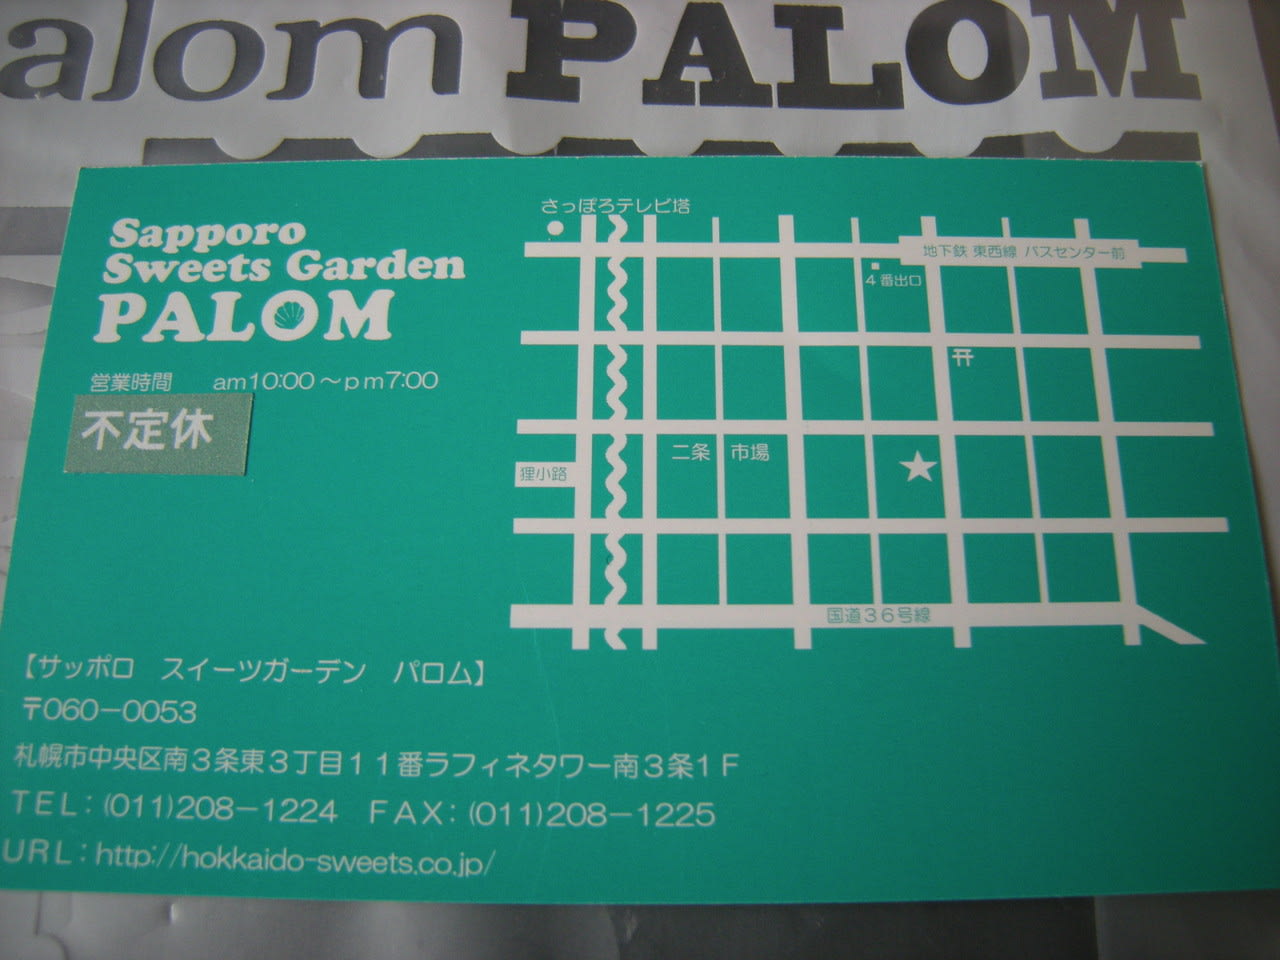 alom PALOM
Sapporo
Sweets Garden
PALOM
営業時間 am10:00～pm7:00
不定休
さっぽろテレビ塔
地下鉄 東西線 バスセンター前
4番出口
二条 市場
狸小路
国道36号線
【サッポロ スイーツガーデン パロム】
〒060-0053
札幌市中央区南3条東3丁目11番ラフィネタワー南3条1F
TEL：(011)208-1224 FAX：(011)208-1225
URL：http://hokkaido-sweets.co.jp/